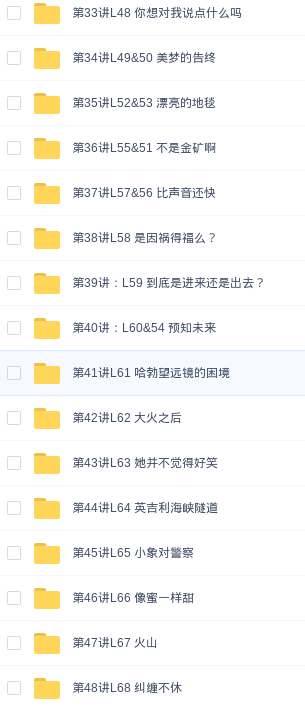 第33讲L48 你想对我说点什么吗
第34讲L49&50 美梦的告终
第35讲L52&53 漂亮的地毯
第36讲L55&51 不是金矿啊
第37讲L57&56 比声音还快
第38讲L58 是因祸得福么？
第39讲：L59 到底是进来还是出去？
第40讲：L60&54 预知未来
第41讲L61 哈勃望远镜的困境
第42讲L62 大火之后
第43讲L63 她并不觉得好笑
第44讲L64 英吉利海峡隧道
第45讲L65 小象对警察
第46讲L66 像蜜一样甜
第47讲L67 火山
第48讲L68 纠缠不休